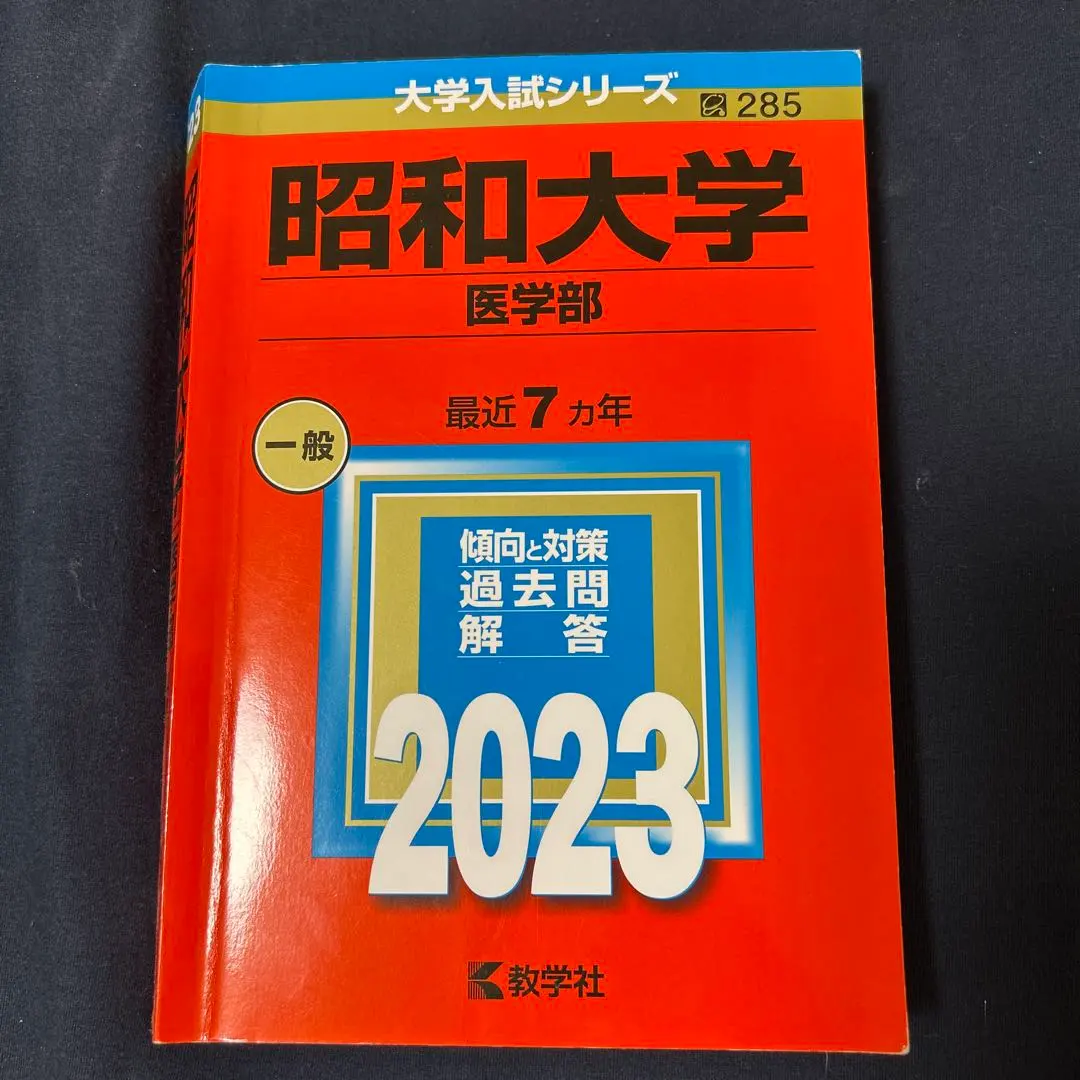 大学入試シリーズ
285
昭和大学
医学部
最近7カ年
一般
傾向と対策
過去問
解答
2023
教学社